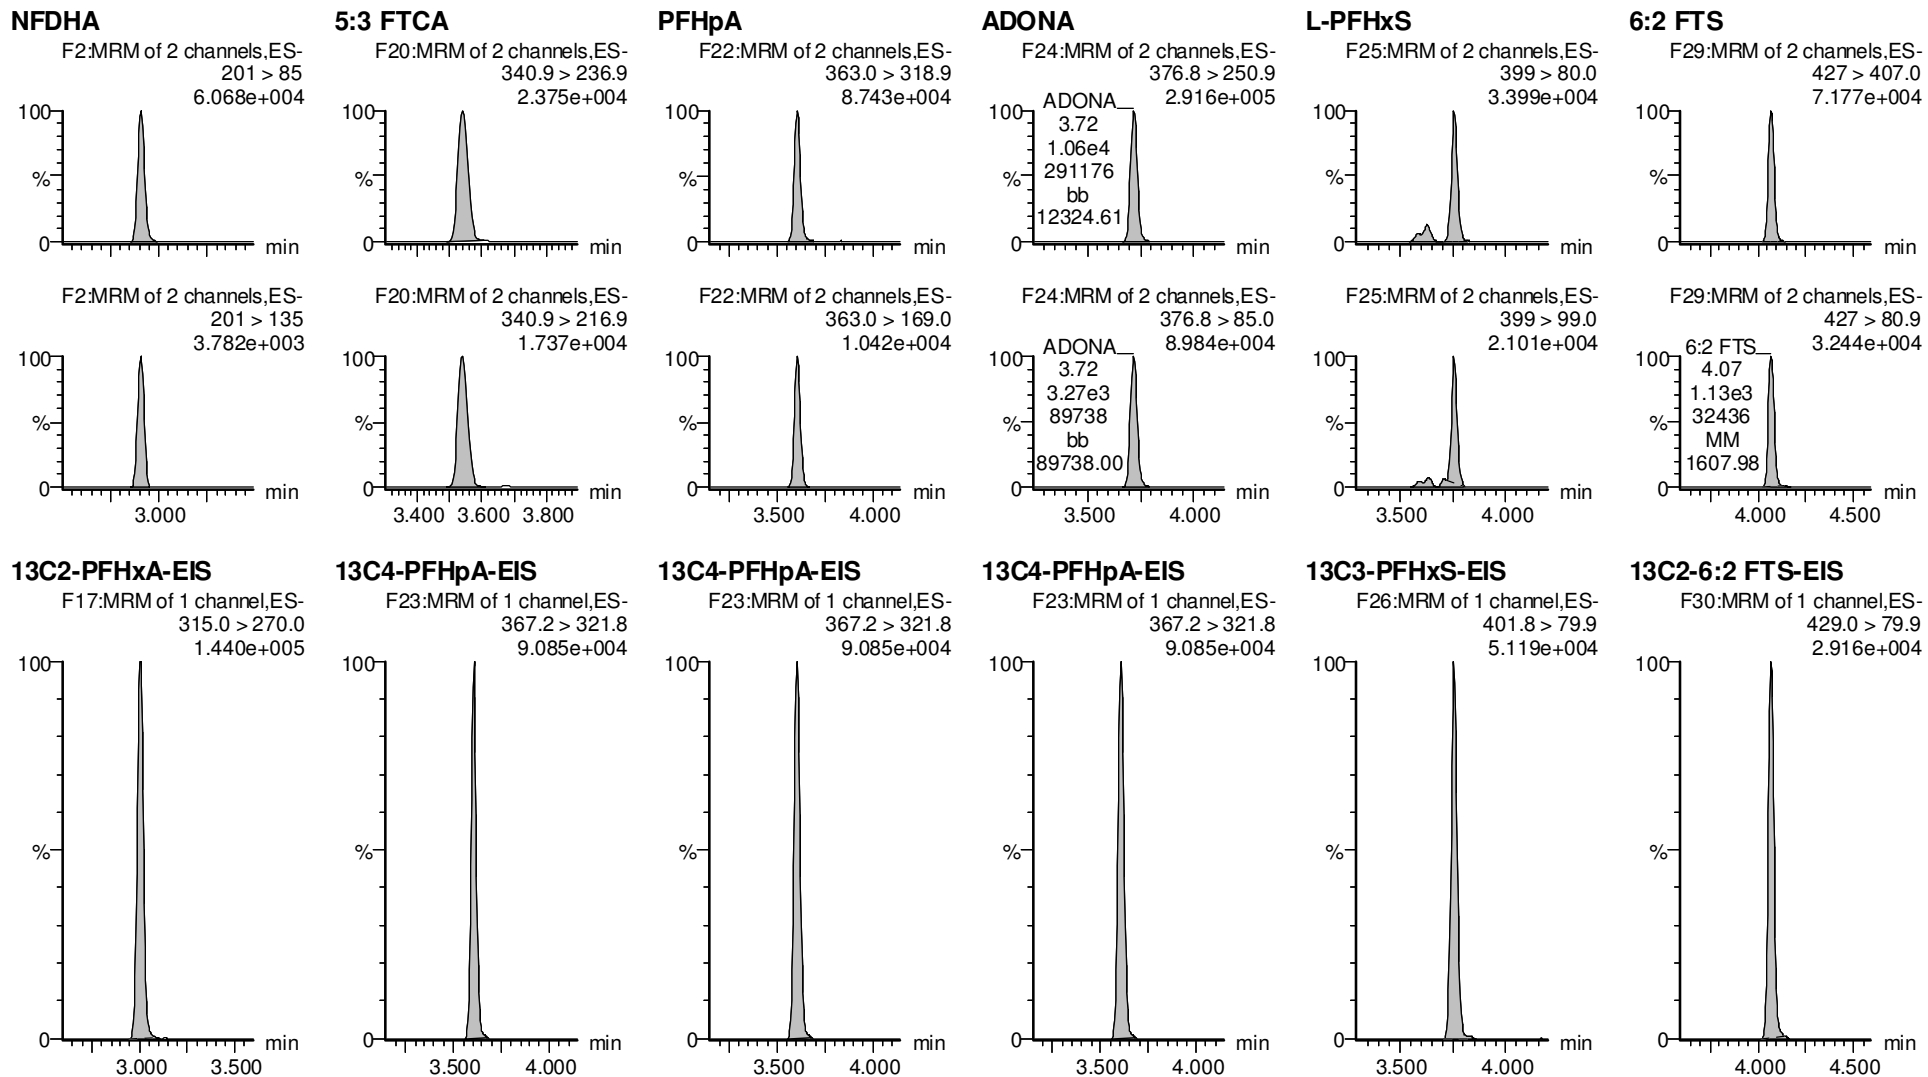 NFDHA
F2:MRM of 2 channels,ES-
201 > 85
6.068e+004
100
%
0
min
F2:MRM of 2 channels,ES-
201 > 135
3.782e+003
100
%
0
min
3.000
5:3 FTCA
F20:MRM of 2 channels,ES-
340.9 > 236.9
2.375e+004
100
%
0
min
F20:MRM of 2 channels,ES-
340.9 > 216.9
1.737e+004
100
%
0
min
3.400 3.600 3.800
PFHpA
F22:MRM of 2 channels,ES-
363.0 > 318.9
8.743e+004
100
%
0
min
F22:MRM of 2 channels,ES-
363.0 > 169.0
1.042e+004
100
%
0
min
3.500 4.000
ADONA
F24:MRM of 2 channels,ES-
376.8 > 250.9
2.916e+005
100
%
0
min
ADONA
3.72
1.06e4
291176
bb
12324.61
F24:MRM of 2 channels,ES-
376.8 > 85.0
8.984e+004
100
%
0
min
ADONA
3.72
3.27e3
89738
bb
89738.00
3.500 4.000
L-PFHxS
F25:MRM of 2 channels,ES-
399 > 80.0
3.399e+004
100
%
0
min
F25:MRM of 2 channels,ES-
399 > 99.0
2.101e+004
100
%
0
min
3.500 4.000
6:2 FTS
F29:MRM of 2 channels,ES-
427 > 407.0
7.177e+004
100
%
0
min
F29:MRM of 2 channels,ES-
427 > 80.9
3.244e+004
100
%
0
min
6:2 FTS
4.07
1.13e3
32436
MM
1607.98
4.000 4.500
13C2-PFHxA-EIS
F17:MRM of 1 channel,ES-
315.0 > 270.0
1.440e+005
100
%
0
min
3.000 3.500
13C4-PFHpA-EIS
F23:MRM of 1 channel,ES-
367.2 > 321.8
9.085e+004
100
%
0
min
3.500 4.000
13C4-PFHpA-EIS
F23:MRM of 1 channel,ES-
367.2 > 321.8
9.085e+004
100
%
0
min
3.500 4.000
13C4-PFHpA-EIS
F23:MRM of 1 channel,ES-
367.2 > 321.8
9.085e+004
100
%
0
min
3.500 4.000
13C3-PFHxS-EIS
F26:MRM of 1 channel,ES-
401.8 > 79.9
5.119e+004
100
%
0
min
3.500 4.000
13C2-6:2 FTS-EIS
F30:MRM of 1 channel,ES-
429.0 > 79.9
2.916e+004
100
%
0
min
4.000 4.500